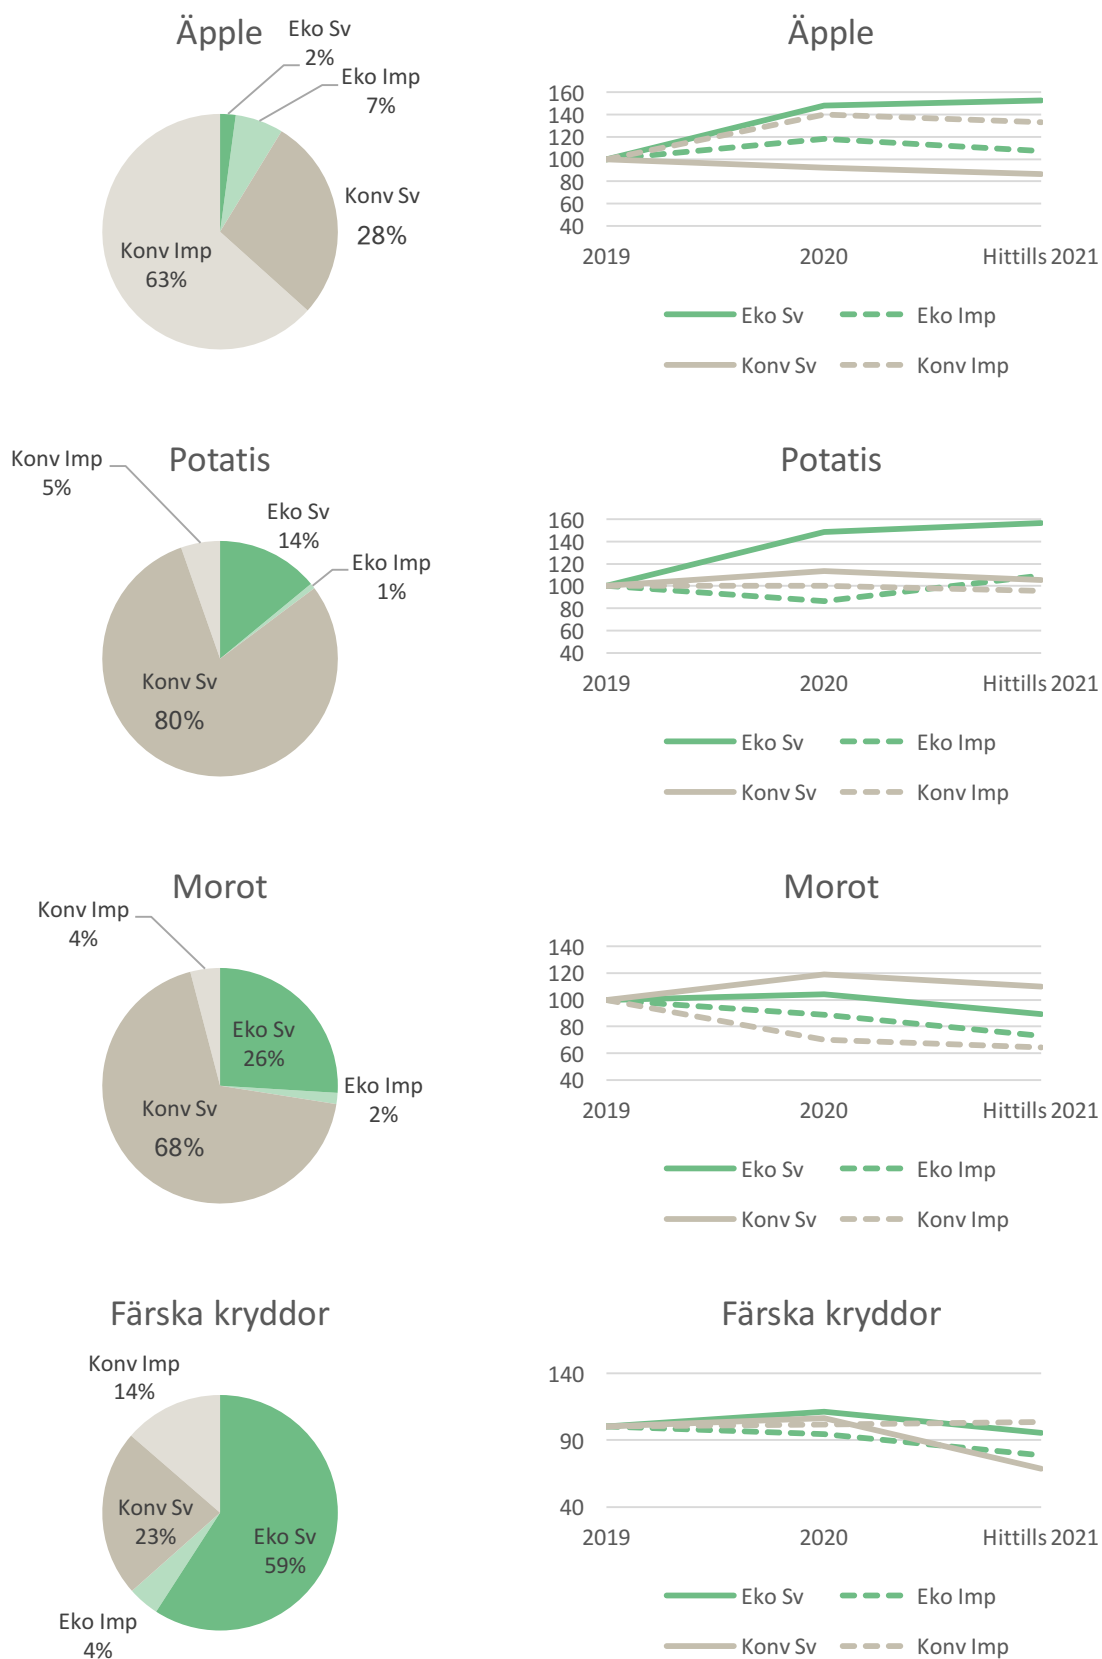 Äpple
Eko Sv
2%
Eko Imp
7%
Konv Sv
28%
Konv Imp
63%
Äpple
160
140
120
100
80
60
40
2019 2020 Hittills 2021
Eko Sv Eko Imp
Konv Sv Konv Imp
Potatis
Konv Imp
5%
Eko Sv
14%
Eko Imp
1%
Konv Sv
80%
Potatis
160
140
120
100
80
60
40
2019 2020 Hittills 2021
Eko Sv Eko Imp
Konv Sv Konv Imp
Morot
Konv Imp
4%
Eko Sv
26%
Eko Imp
2%
Konv Sv
68%
Morot
140
120
100
80
60
40
2019 2020 Hittills 2021
Eko Sv Eko Imp
Konv Sv Konv Imp
Färska kryddor
Konv Imp
14%
Konv Sv
23%
Eko Sv
59%
Eko Imp
4%
Färska kryddor
140
90
40
2019 2020 Hittills 2021
Eko Sv Eko Imp
Konv Sv Konv Imp